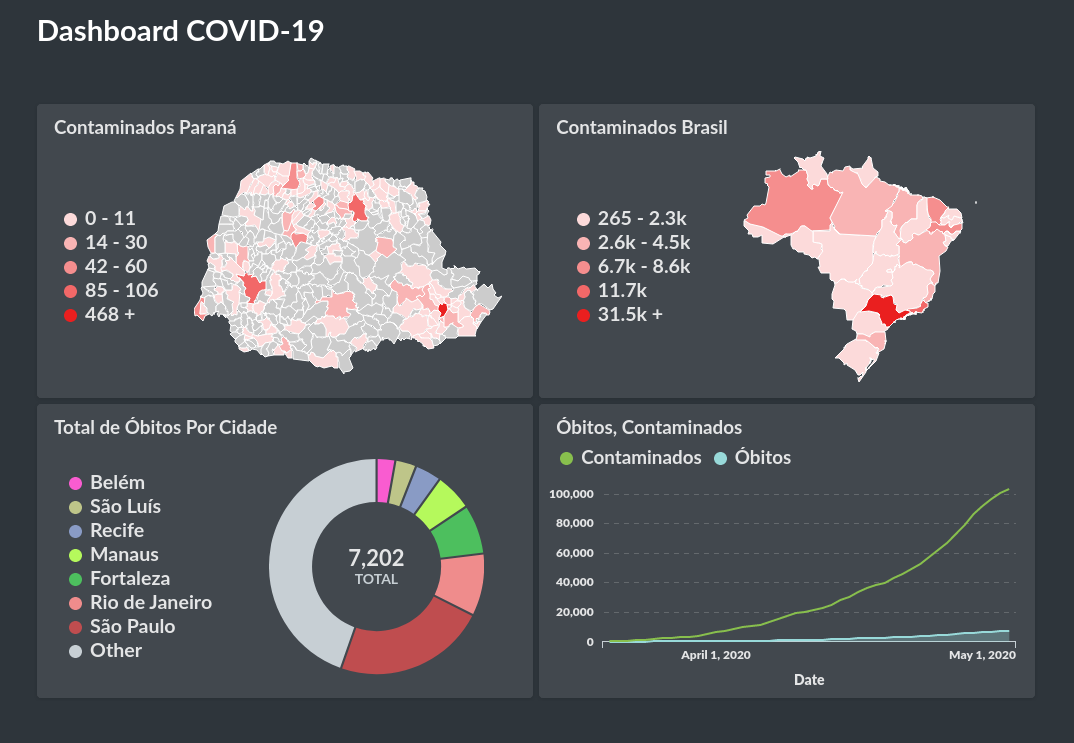 Dashboard COVID-19
Contaminados Paraná
0 - 11
14 - 30
42 - 60
85 - 106
468 +
Contaminados Brasil
265 - 2.3k
2.6k - 4.5k
6.7k - 8.6k
11.7k
31.5k +
Total de Óbitos Por Cidade
Belém
São Luís
Recife
Manaus
Fortaleza
Rio de Janeiro
São Paulo
Other
7,202
TOTAL
Óbitos, Contaminados
Contaminados Óbitos
100,000
80,000
60,000
40,000
20,000
0
April 1, 2020 May 1, 2020
Date